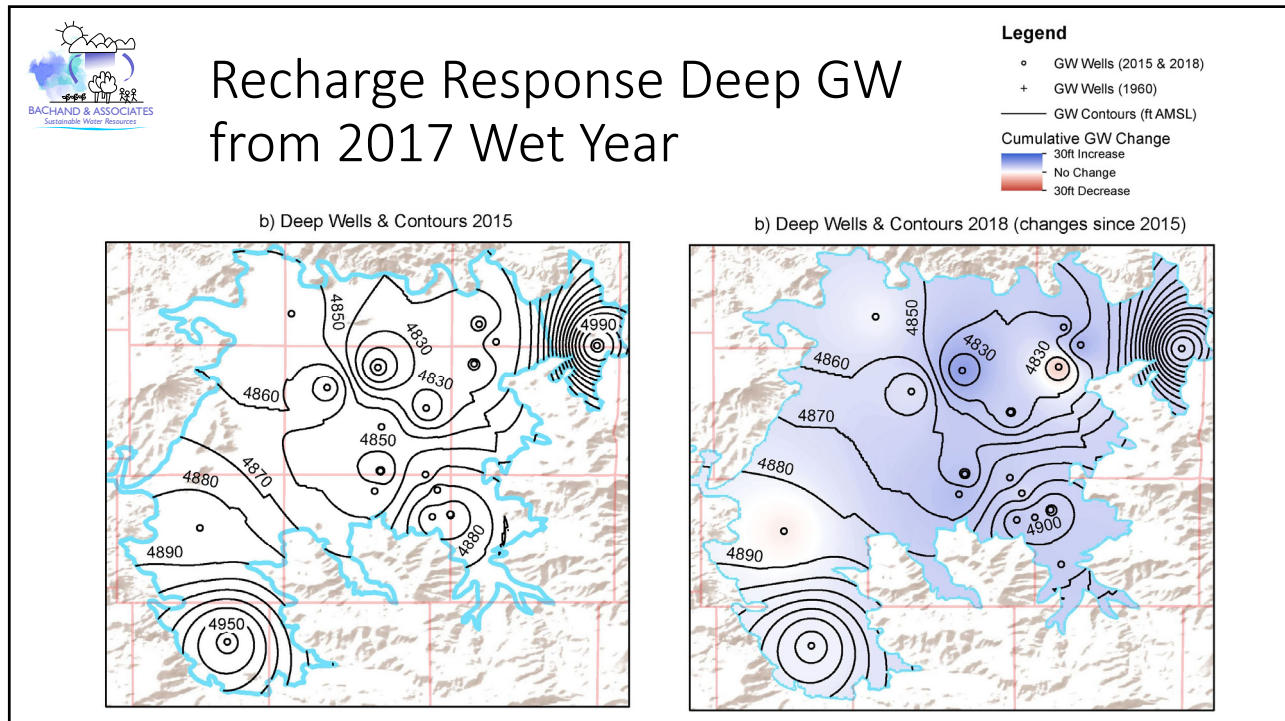 BACHAND & ASSOCIATES
Sustainable Water Resources
Recharge Response Deep GW
from 2017 Wet Year
Legend
GW Wells (2015 & 2018)
GW Wells (1960)
GW Contours (ft AMSL)
Cumulative GW Change
30ft Increase
No Change
30ft Decrease
b) Deep Wells & Contours 2015
4850
4990
4830
4830
4860
4850
4870
4880
4880
4890
4950
b) Deep Wells & Contours 2018 (changes since 2015)
4850
4830
4830
4860
4870
4880
4900
4890